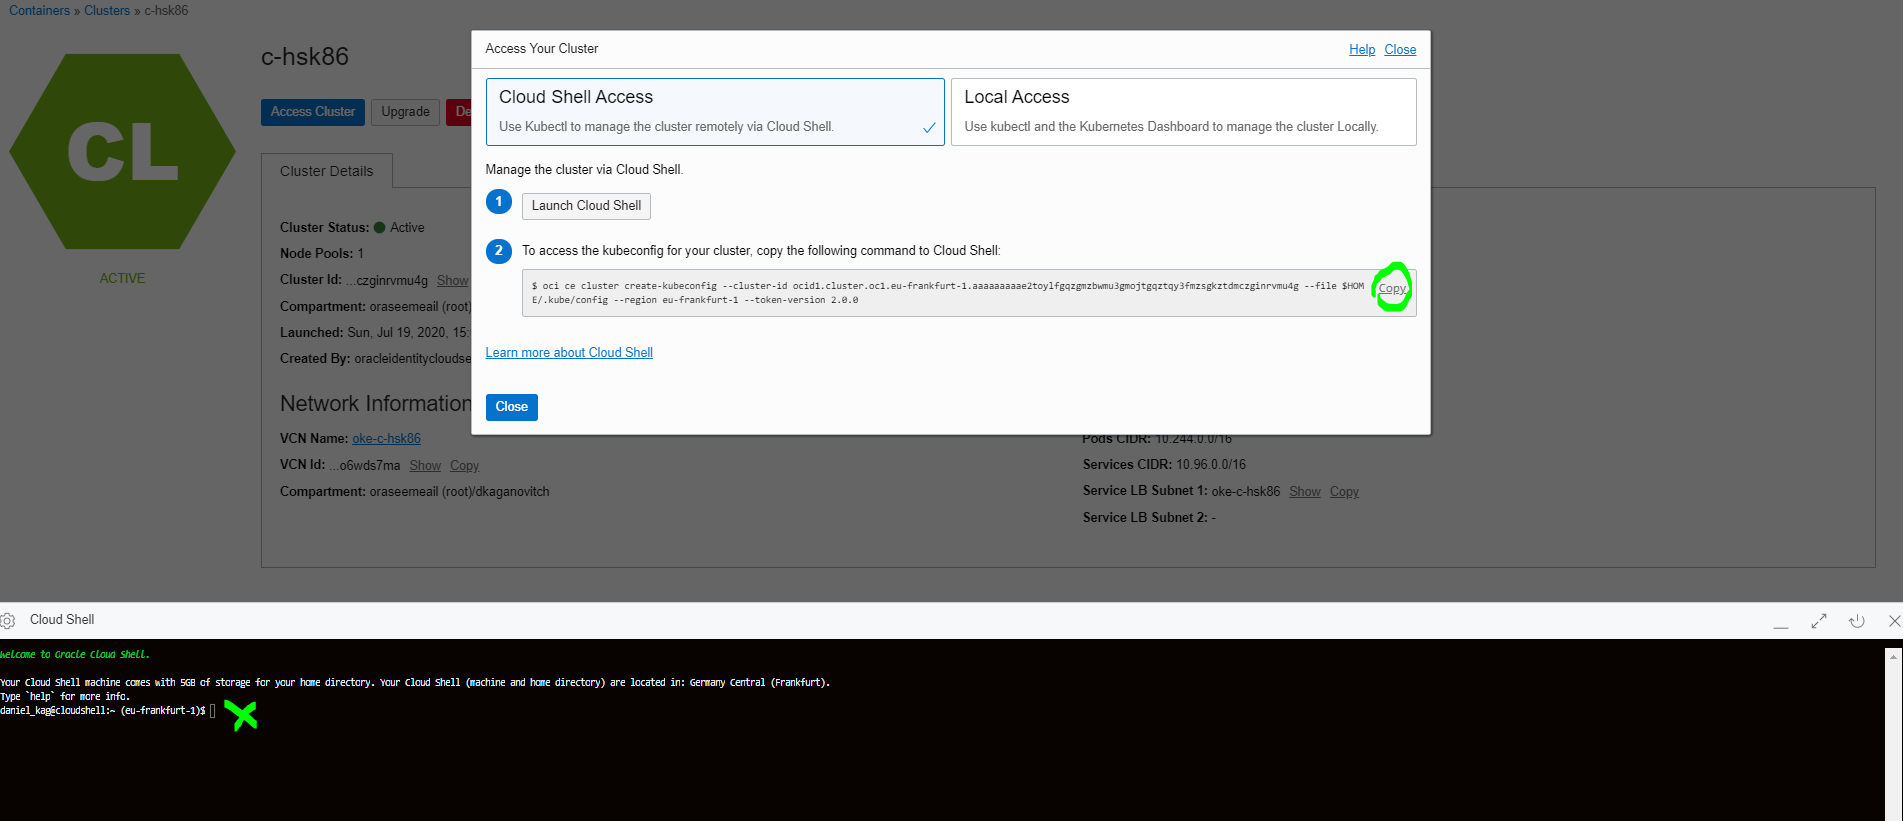 Containers » Clusters » c-hsk86
CL
ACTIVE
c-hsk86
Access Cluster
Upgrade
De
Cluster Details
Cluster Status: Active
Node Pools: 1
Cluster Id: ...czginrvmu4g Show
Compartment: oraseemeail (root)
Launched: Sun, Jul 19, 2020, 15:
Created By: oracleidentitycloudse
Network Information
VCN Name: oke-c-hsk86
VCN Id: ...o6wds7ma Show Copy
Compartment: oraseemeail (root)/dkaganovitch
Pods CIDR: 10.244.0.0/16
Services CIDR: 10.96.0.0/16
Service LB Subnet 1: oke-c-hsk86 Show Copy
Service LB Subnet 2: -
Access Your Cluster
Help Close
Cloud Shell Access
Use Kubectl to manage the cluster remotely via Cloud Shell.
Local Access
Use kubectl and the Kubernetes Dashboard to manage the cluster Locally.
Manage the cluster via Cloud Shell.
1 Launch Cloud Shell
2 To access the kubeconfig for your cluster, copy the following command to Cloud Shell:
$ oci ce cluster create-kubeconfig --cluster-id ocid1.cluster.oc1.eu-frankfurt-1.aaaaaaaaae2toylfgqzgmzbwmu3gmojtgqztqy3fmzsgkztdmczginrvmu4g --file $HOM
E/.kube/config --region eu-frankfurt-1 --token-version 2.0.0
Copy
Learn more about Cloud Shell
Close
Cloud Shell
Welcome to Oracle Cloud Shell.
Your Cloud Shell machine comes with 5GB of storage for your home directory. Your Cloud Shell (machine and home directory) are located in: Germany Central (Frankfurt).
Type `help` for more info.
daniel_kag@cloudshell:~ (eu-frankfurt-1)$